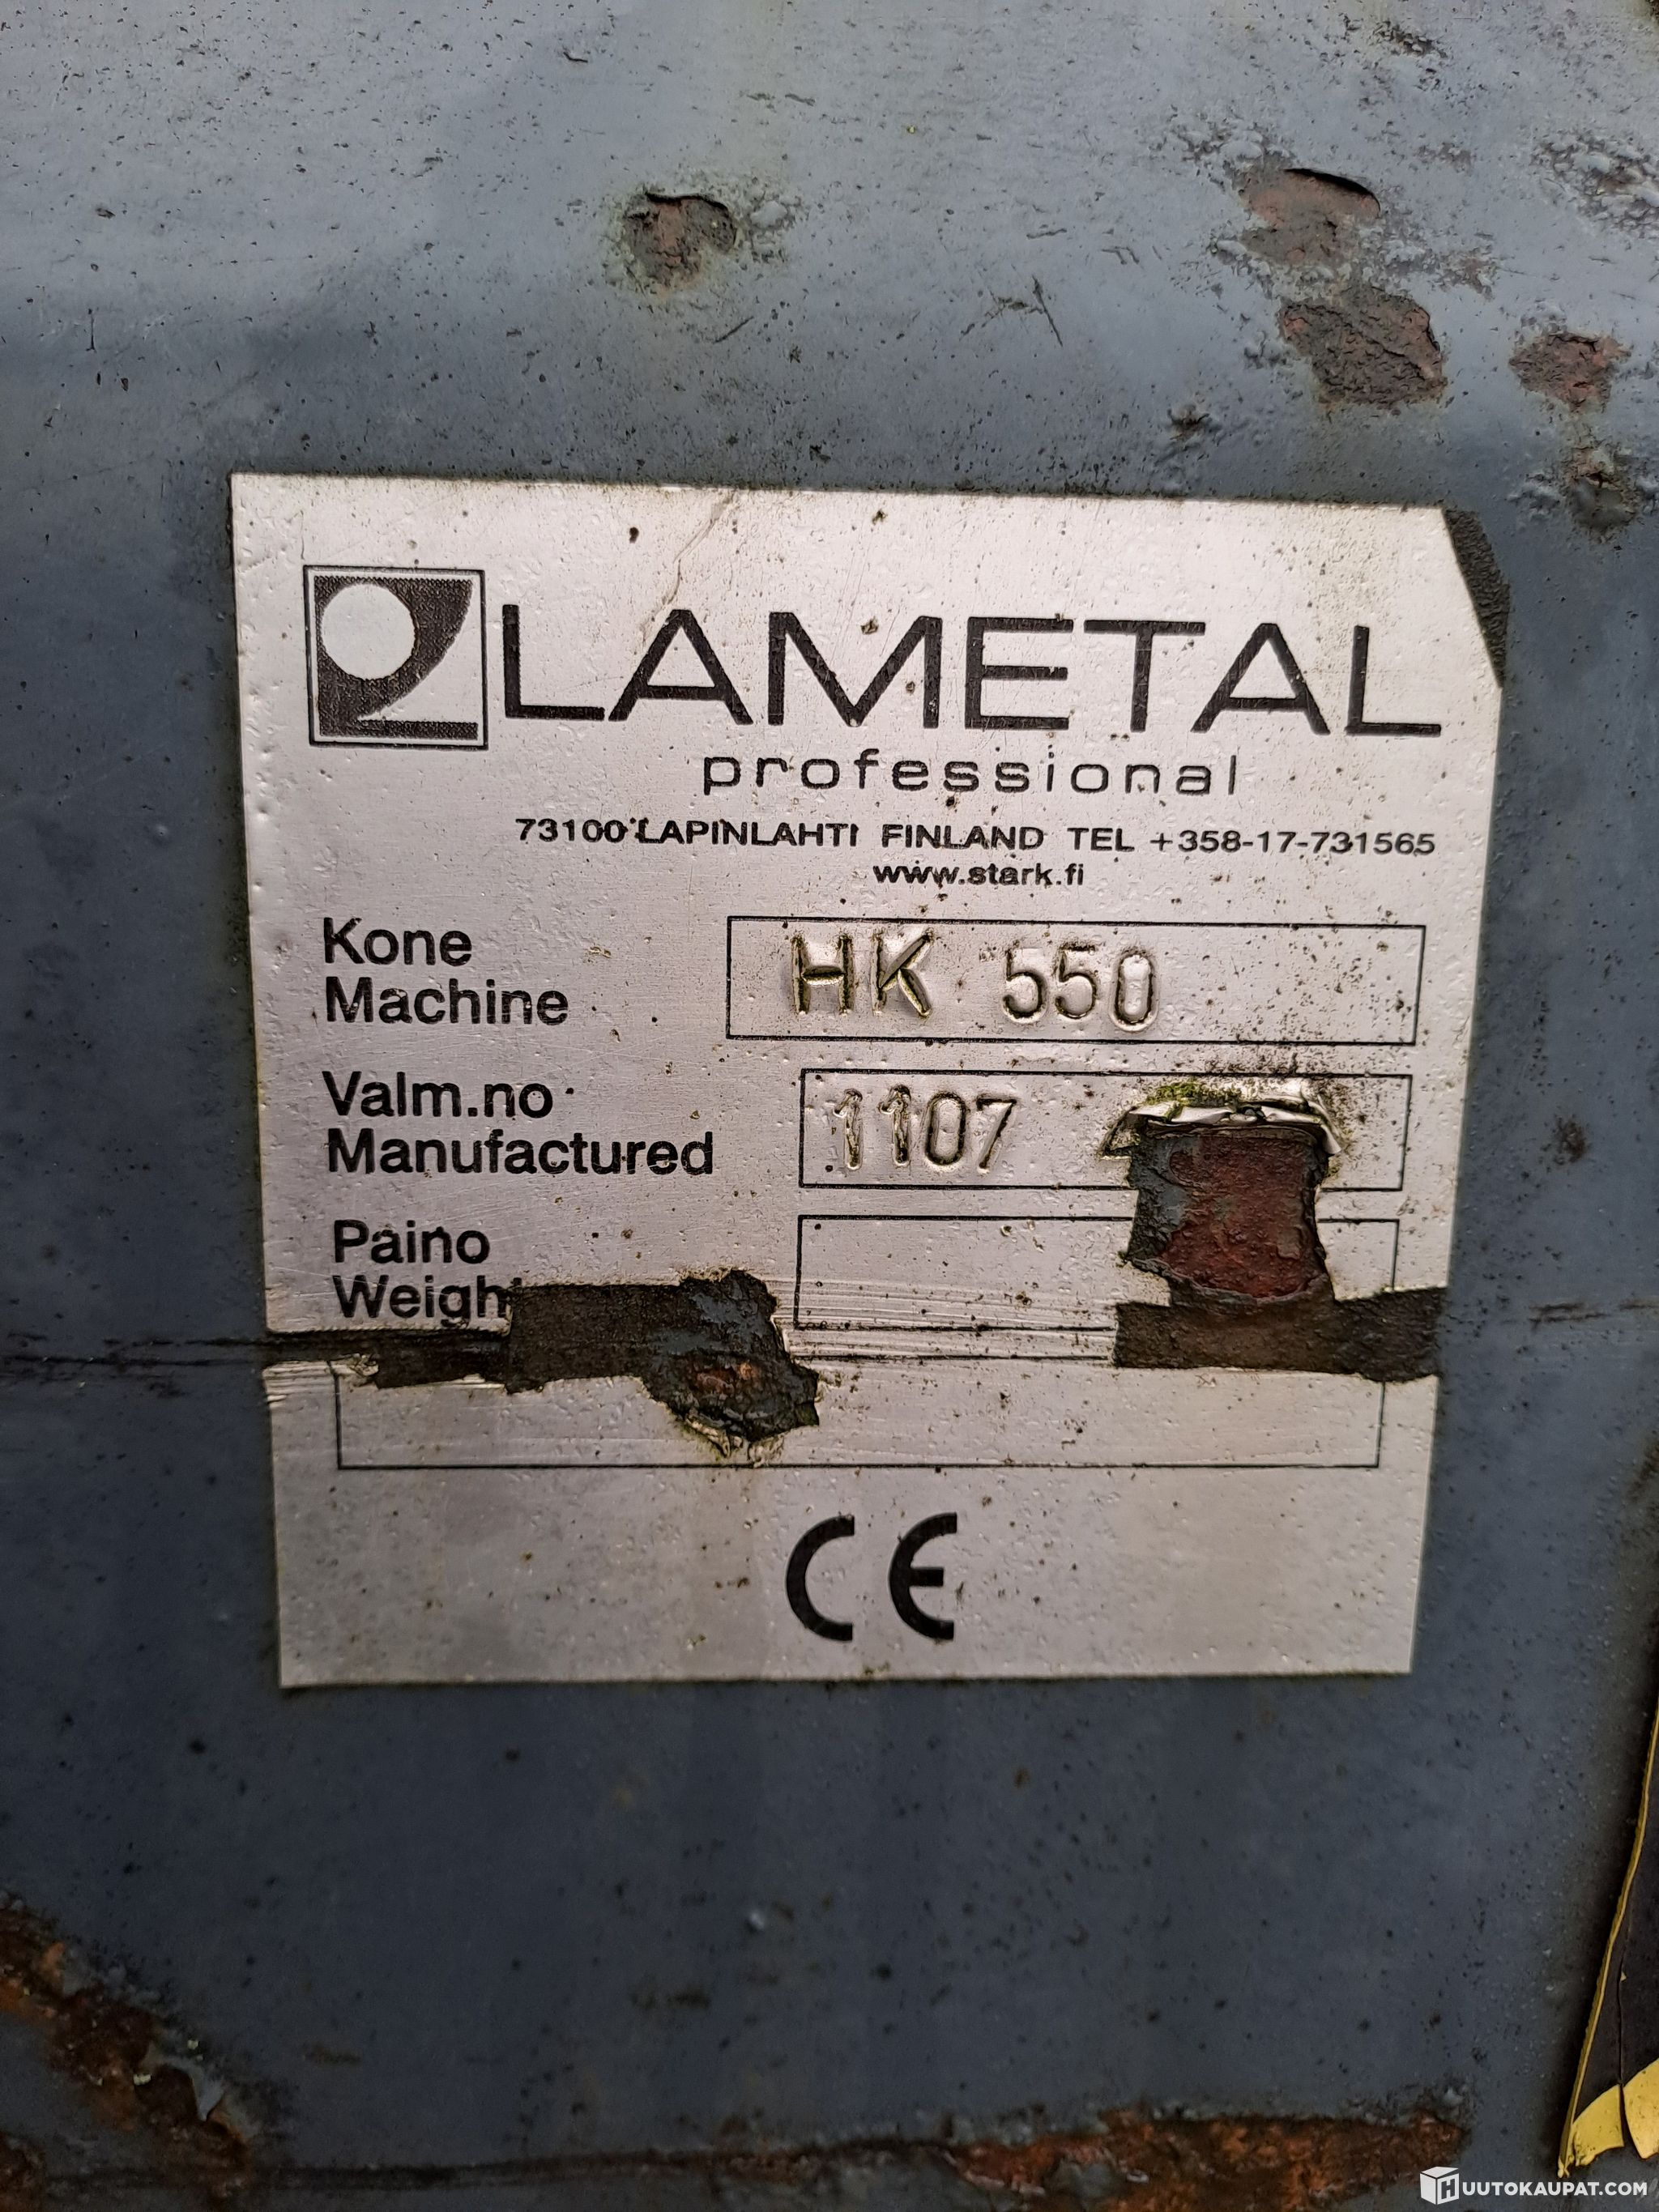 LAMETAL
professional
73100 LAPINLAHTI FINLAND TEL +358-17-731565
www.stark.fi
Kone
Machine
HK 550
Valm.no
Manufactured
1107
Paino
Weight
CE
HUUTOKAUPAT.COM